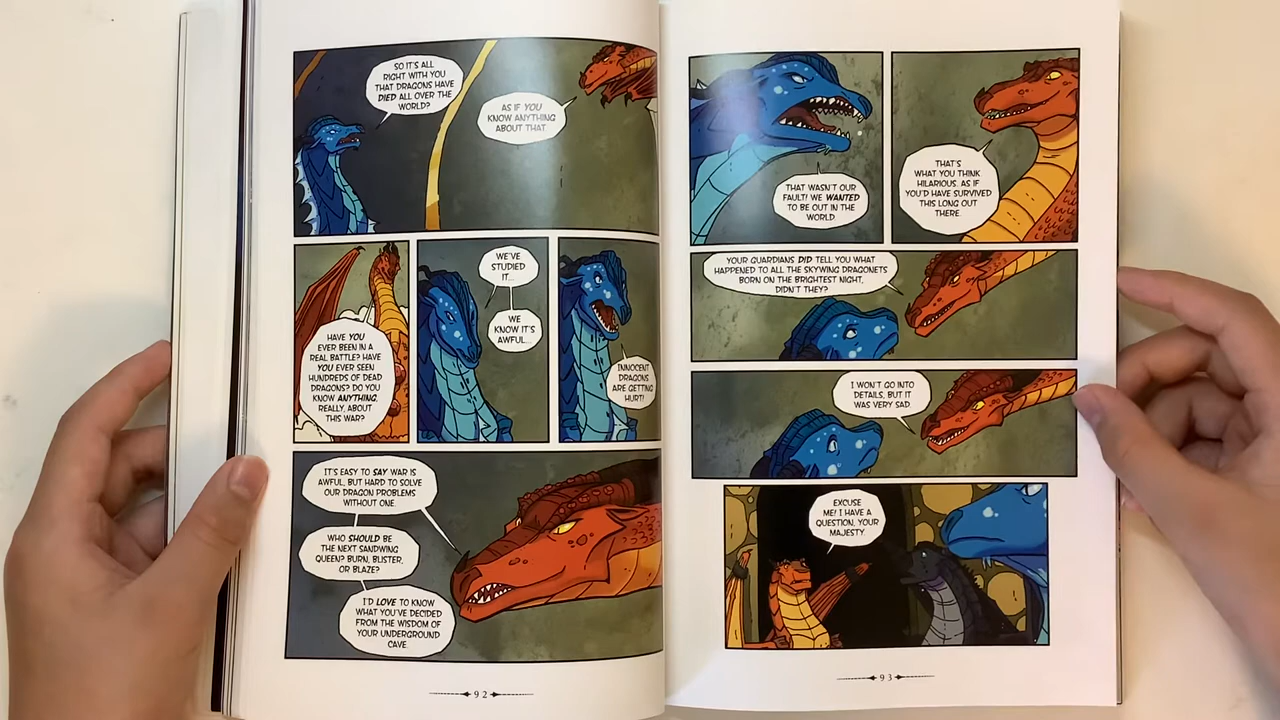 SO IT'S ALL
RIGHT WITH YOU
THAT DRAGONS HAVE
DIED ALL OVER THE
WORLD?
AS IF YOU
KNOW ANYTHING
ABOUT THAT.
HAVE YOU
EVER BEEN IN A
REAL BATTLE? HAVE
YOU EVER SEEN
HUNDREDS OF DEAD
DRAGONS? DO YOU
KNOW ANYTHING,
REALLY, ABOUT
THIS WAR?
WE'VE
STUDIED
IT...
WE
KNOW IT'S
AWFUL...
INNOCENT
DRAGONS
ARE GETTING
HURT!
IT'S EASY TO SAY WAR IS
AWFUL, BUT HARD TO SOLVE
OUR DRAGON PROBLEMS
WITHOUT ONE.
WHO SHOULD BE
THE NEXT SANDWING
QUEEN? BURN, BLISTER,
OR BLAZE?
I'D LOVE TO KNOW
WHAT YOU'VE DECIDED
FROM THE WISDOM OF
YOUR UNDERGROUND
CAVE.
92
THAT WASN'T OUR
FAULT! WE WANTED
TO BE OUT IN THE
WORLD.
THAT'S
WHAT YOU THINK
HILARIOUS. AS IF
YOU'D HAVE SURVIVED
THIS LONG OUT
THERE.
YOUR GUARDIANS DID TELL YOU WHAT
HAPPENED TO ALL THE SKYWING DRAGONETS
BORN ON THE BRIGHTEST NIGHT,
DIDN'T THEY?
I WON'T GO INTO
DETAILS, BUT IT
WAS VERY SAD.
EXCUSE
ME! I HAVE A
QUESTION, YOUR
MAJESTY.
93